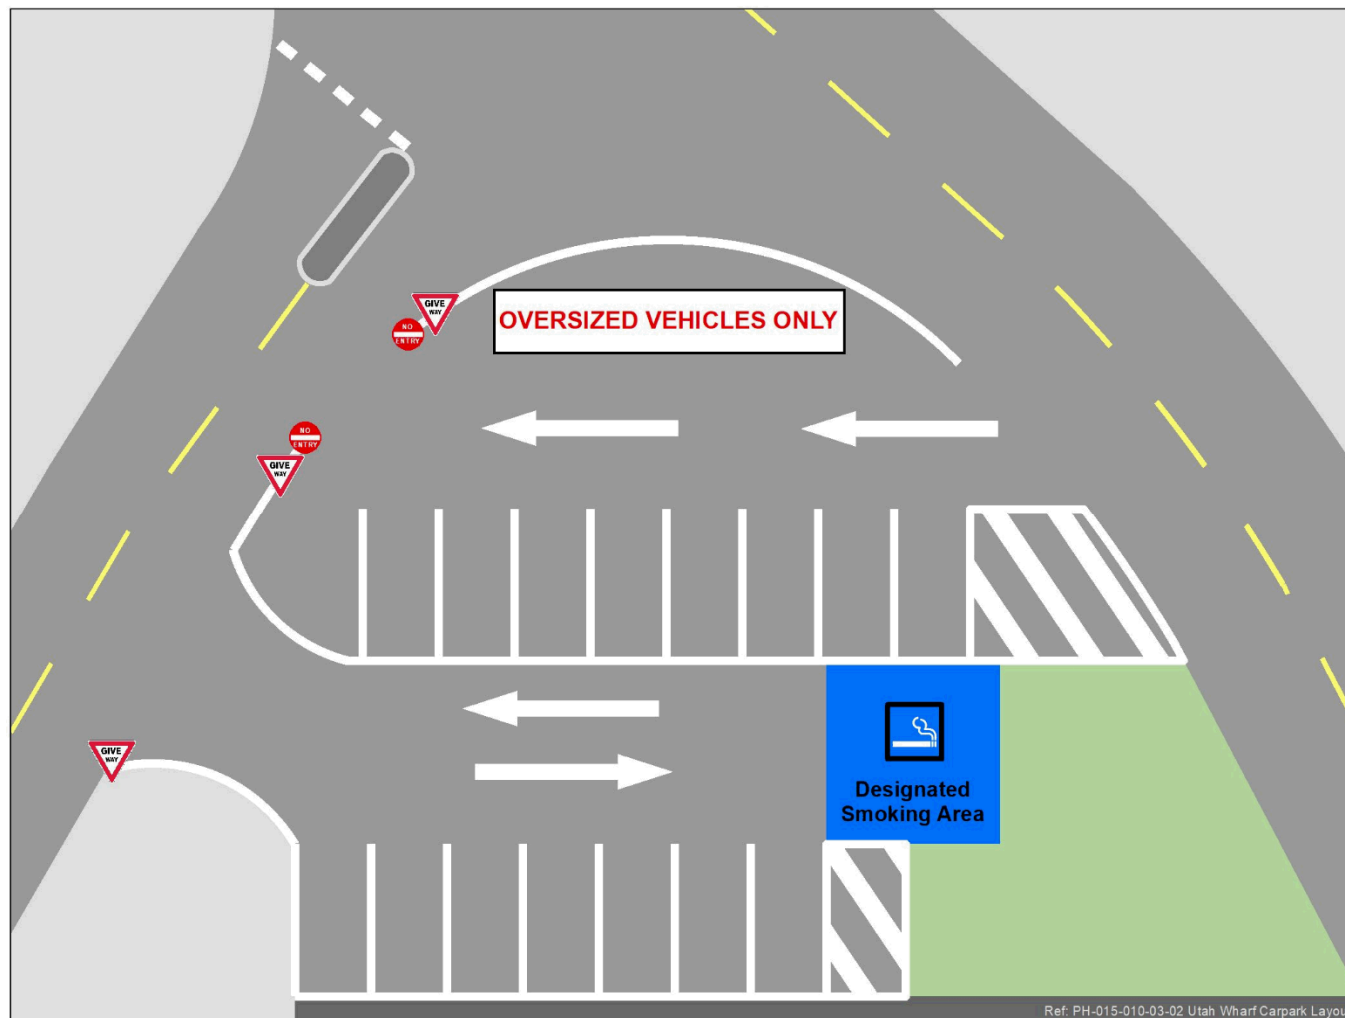 GIVE
WAY
OVERSIZED VEHICLES ONLY
NO
ENTRY
NO
ENTRY
GIVE
WAY
GIVE
WAY
Designated
Smoking Area
Ref: PH-015-010-03-02 Utah Wharf Carpark Layou